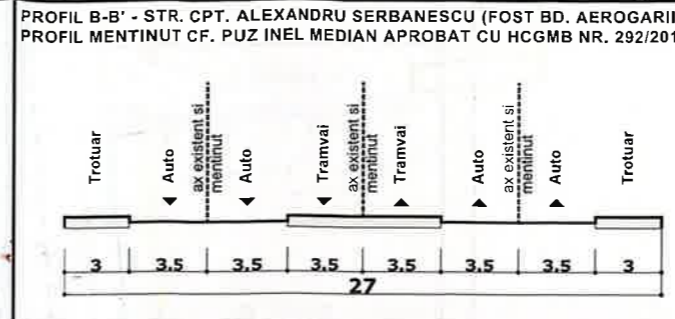 PROFIL B-B' - STR. CPT. ALEXANDRU SERBANESCU (FOST BD. AEROGARII
PROFIL MENTINUT CF. PUZ INEL MEDIAN APROBAT CU HCGMB NR. 292/201
Trotuar
Auto
ax existent si
mentinut
Auto
Tramvai
ax existent si
mentinut
Tramvai
Auto
ax existent si
mentinut
Auto
Trotuar
3 3.5 3.5 3.5 3.5 3.5 3.5 3
27